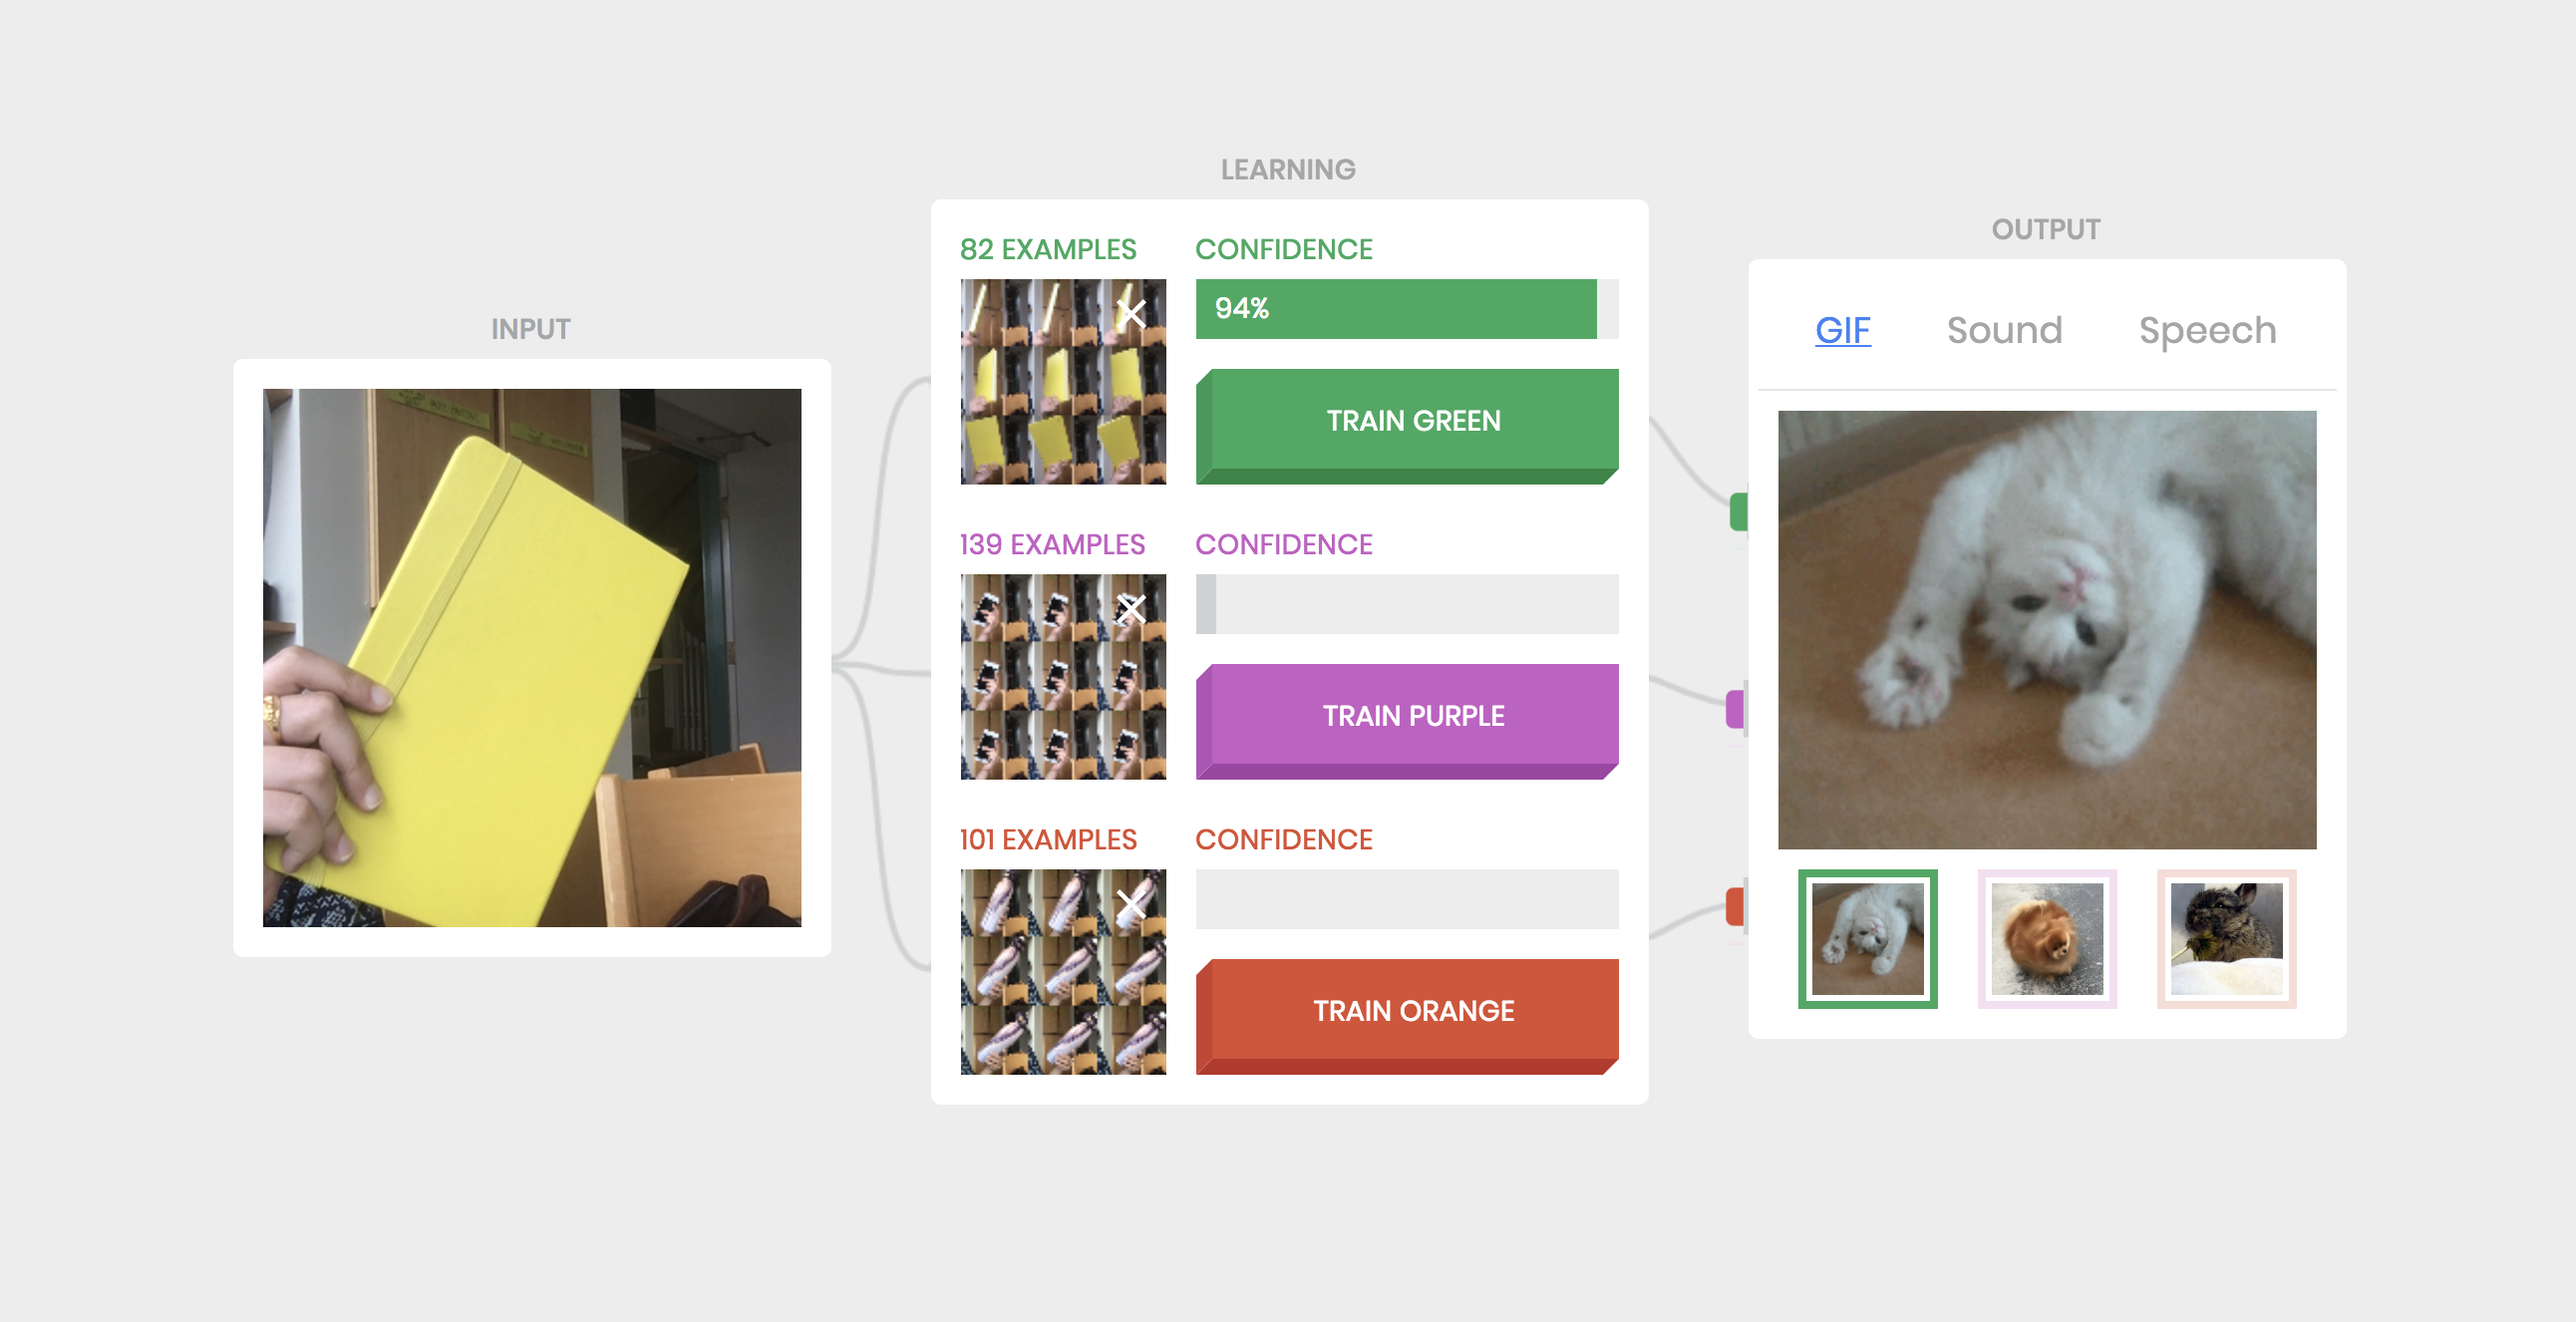 INPUT
LEARNING
82 EXAMPLES
CONFIDENCE
94%
TRAIN GREEN
139 EXAMPLES
CONFIDENCE
TRAIN PURPLE
101 EXAMPLES
CONFIDENCE
TRAIN ORANGE
OUTPUT
GIF
Sound
Speech